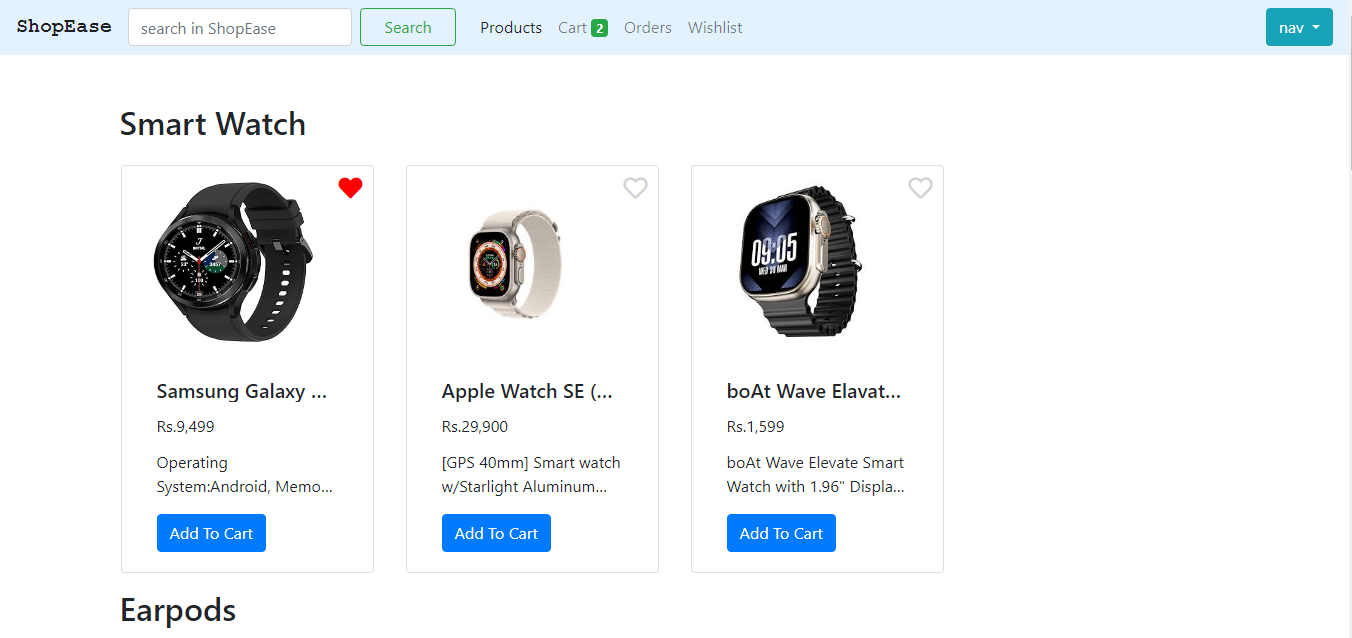 ShopEase search in ShopEase Search Products Cart 2 Orders Wishlist nav
Smart Watch
Samsung Galaxy ...
Rs.9,499
Operating
System:Android, Memo...
Add To Cart
Apple Watch SE (...
Rs.29,900
[GPS 40mm] Smart watch
w/Starlight Aluminum...
Add To Cart
09:05
boAt Wave Elavat...
Rs.1,599
boAt Wave Elevate Smart
Watch with 1.96" Displa...
Add To Cart
Earpods